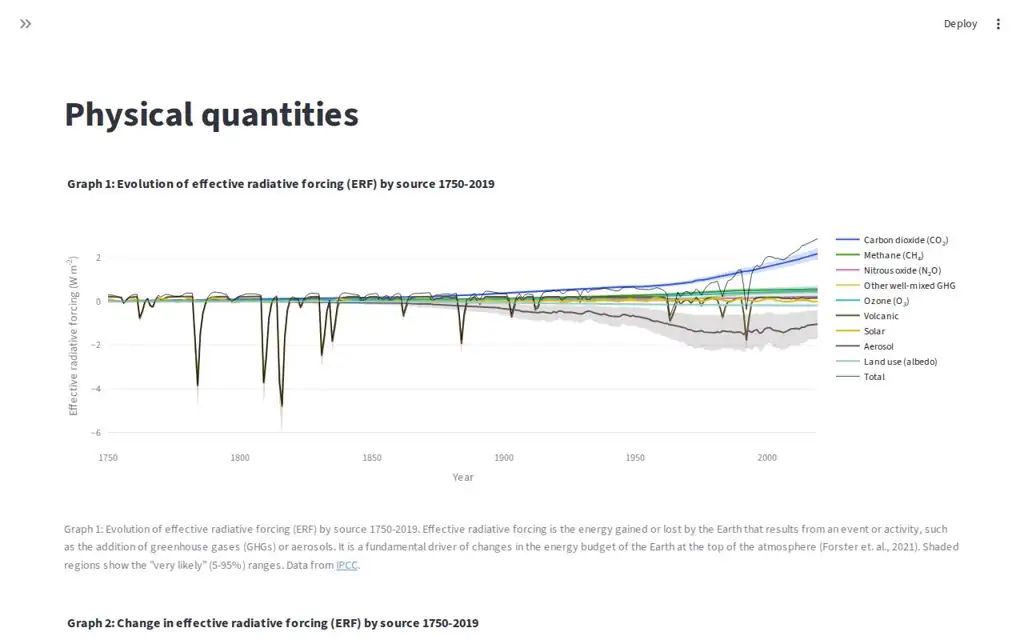 Deploy
Physical quantities
Graph 1: Evolution of effective radiative forcing (ERF) by source 1750-2019
Effective radiative forcing (W m⁻²)
2
0
−2
−4
−6
1750 1800 1850 1900 1950 2000
Year
Carbon dioxide (CO₂)
Methane (CH₄)
Nitrous oxide (N₂O)
Other well-mixed GHG
Ozone (O₃)
Volcanic
Solar
Aerosol
Land use (albedo)
Total
Graph 1: Evolution of effective radiative forcing (ERF) by source 1750-2019. Effective radiative forcing is the energy gained or lost by the Earth that results from an event or activity, such
as the addition of greenhouse gases (GHGs) or aerosols. It is a fundamental driver of changes in the energy budget of the Earth at the top of the atmosphere (Forster et. al., 2021). Shaded
regions show the "very likely" (5-95%) ranges. Data from IPCC.
Graph 2: Change in effective radiative forcing (ERF) by source 1750-2019